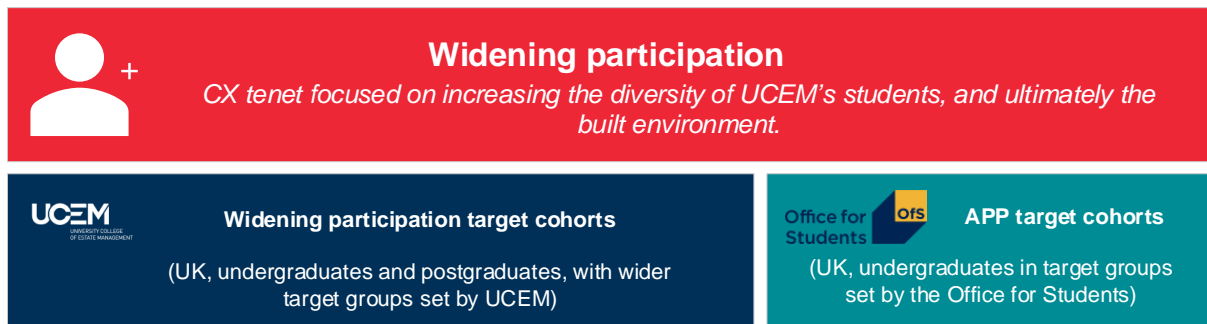 Widening participation
CX tenet focused on increasing the diversity of UCEM's students, and ultimately the
built environment.
UCEM
UNIVERSITY COLLEGE
OF ESTATE MANAGEMENT
Widening participation target cohorts
(UK, undergraduates and postgraduates, with wider
target groups set by UCEM)
Office for
Students
OfS
APP target cohorts
(UK, undergraduates in target groups
set by the Office for Students)